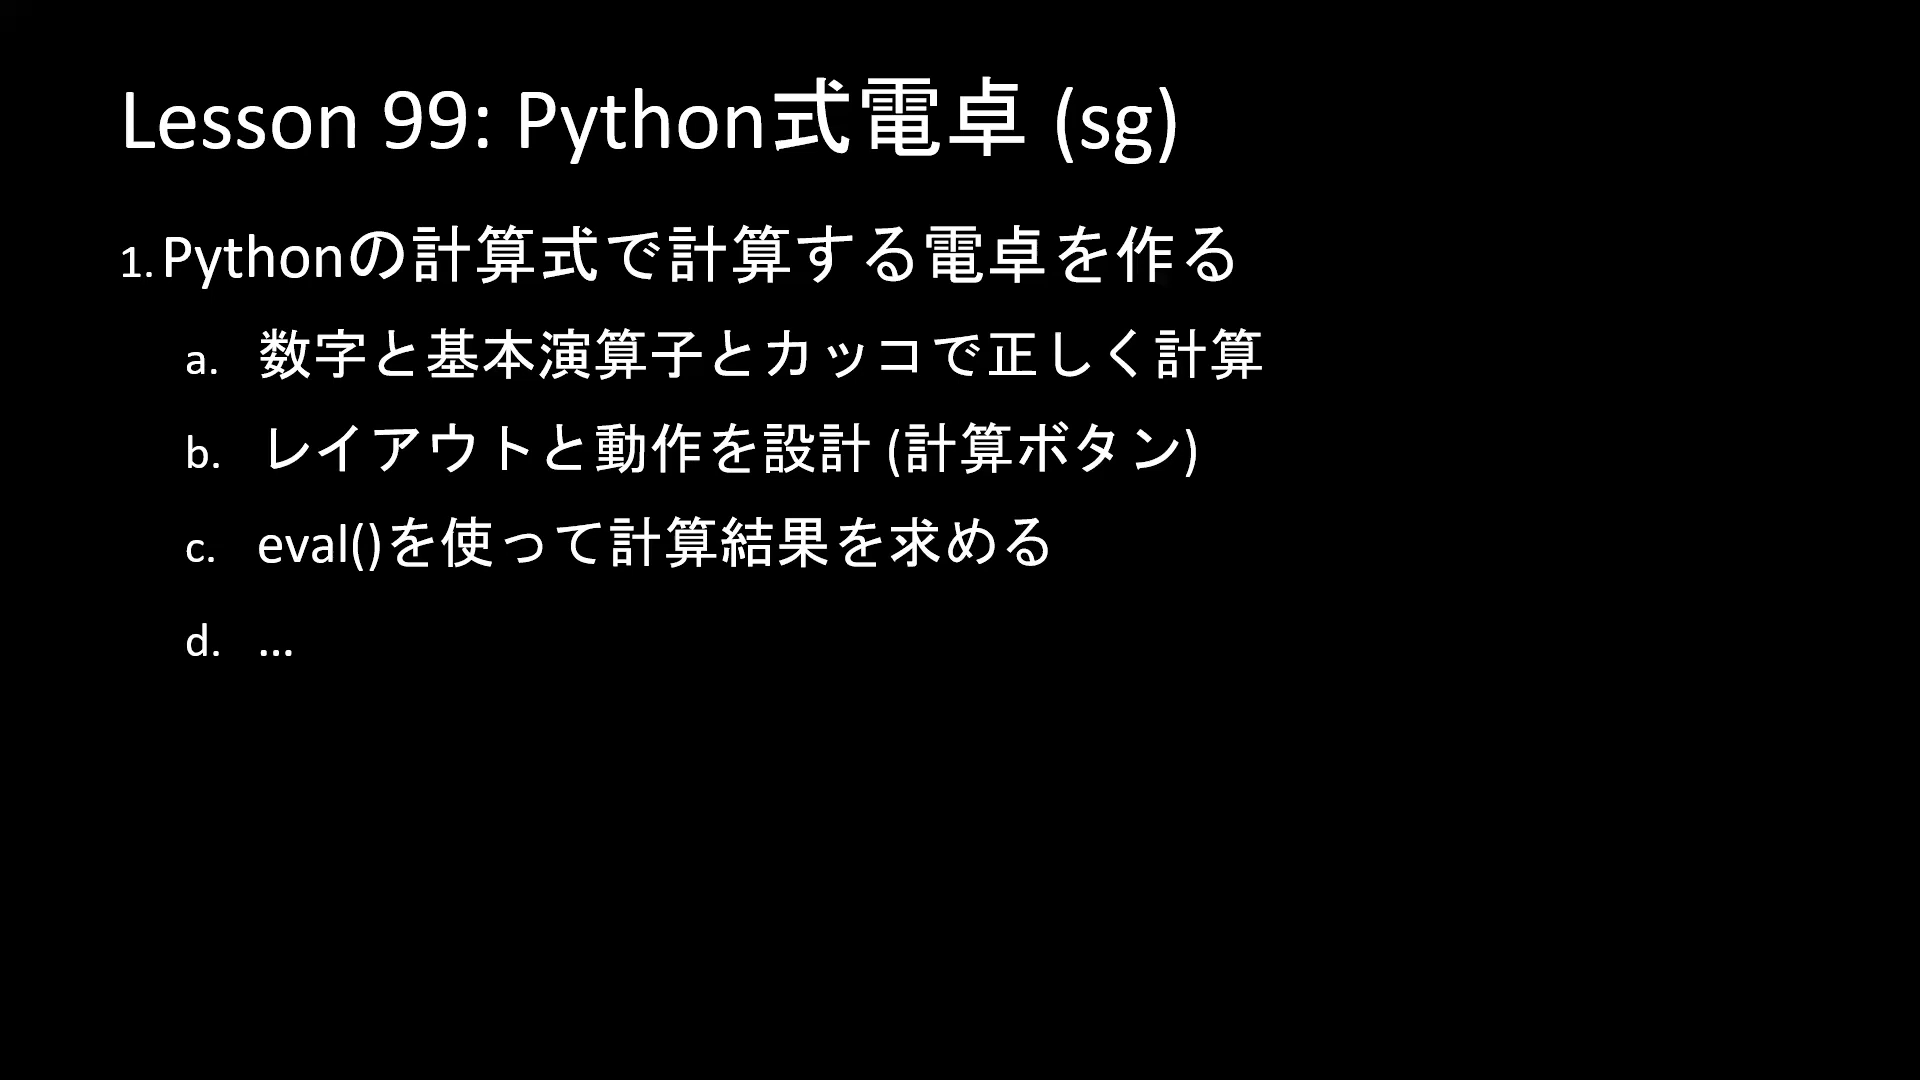 Lesson 99: Python式電卓 (sg)
1. Pythonの計算式で計算する電卓を作る
a. 数字と基本演算子とカッコで正しく計算
b. レイアウトと動作を設計 (計算ボタン)
c. eval()を使って計算結果を求める
d. ...